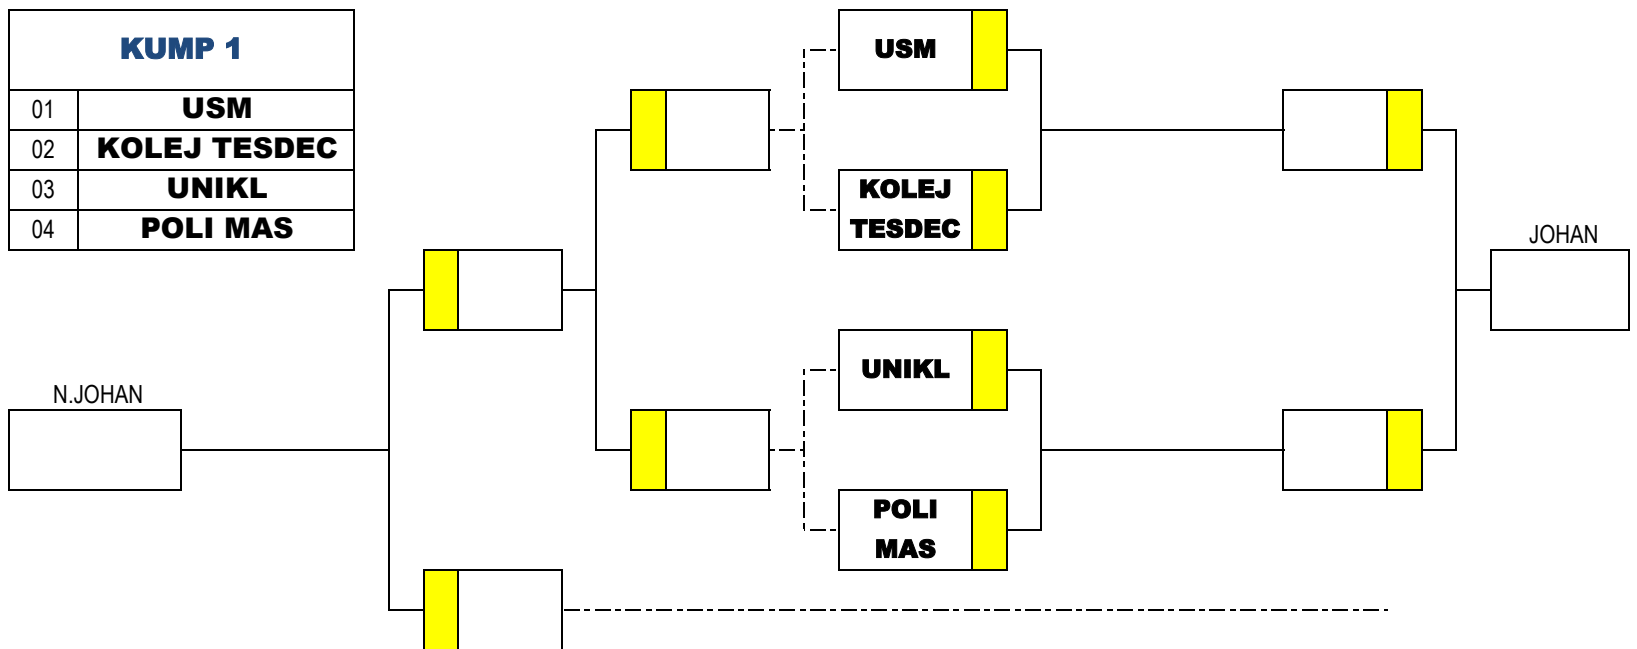 KUMP 1
01 USM
02 KOLEJ TESDEC
03 UNIKL
04 POLI MAS
USM
KOLEJ
TESDEC
JOHAN
UNIKL
N.JOHAN
POLI
MAS